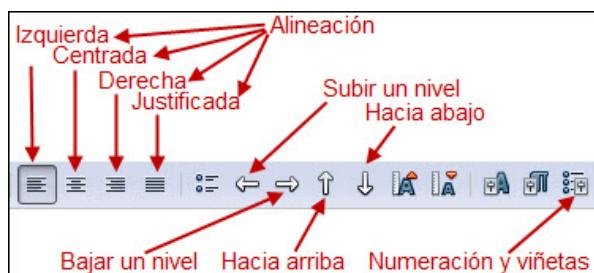 Izquierda Alineación
Centrada
Derecha
Justificada
Subir un nivel
Hacia abajo
Bajar un nivel Hacia arriba Numeración y viñetas